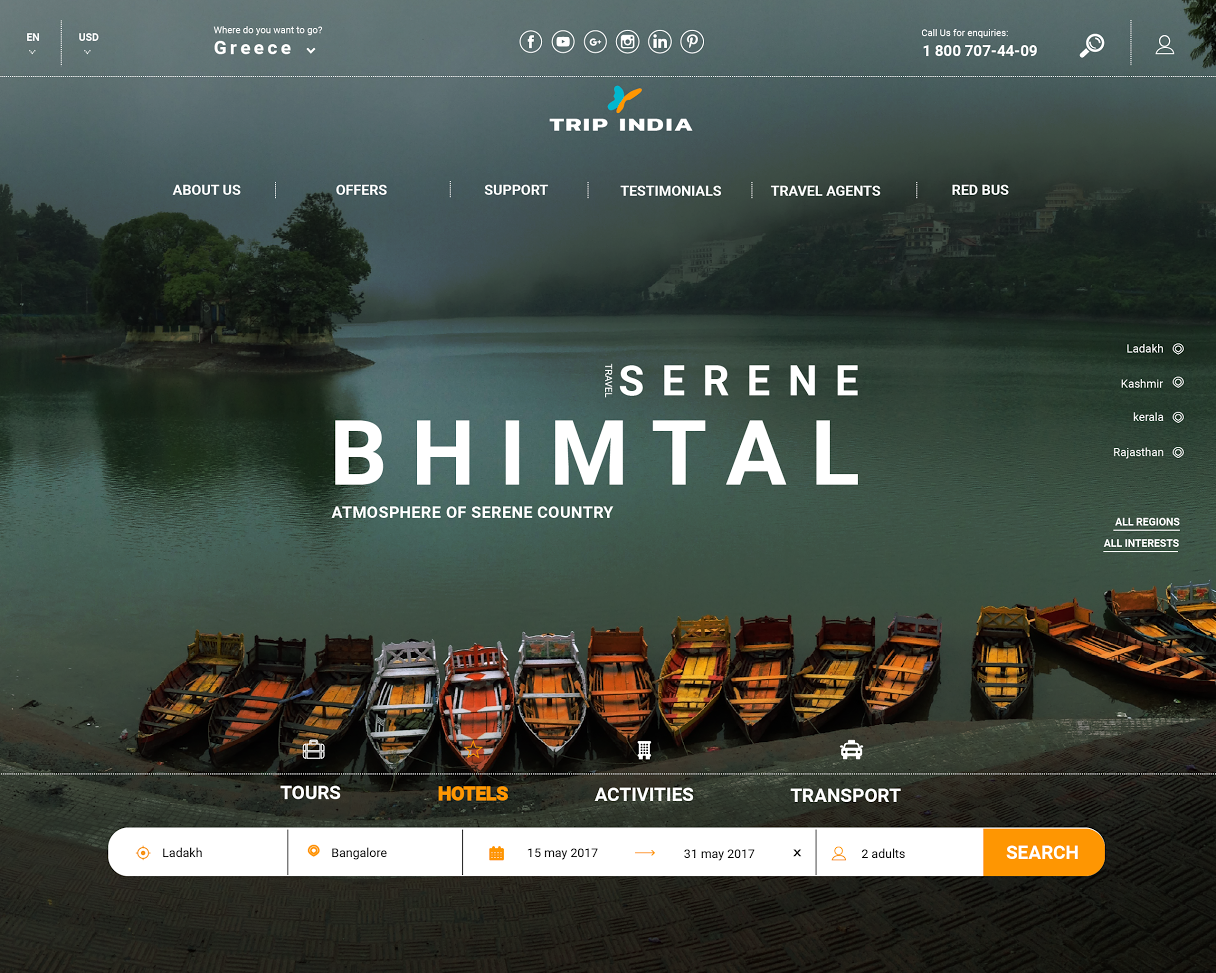 EN
USD
Where do you want to go?
Greece
Call Us for enquiries:
1 800 707-44-09
TRIP INDIA
ABOUT US
OFFERS
SUPPORT
TESTIMONIALS
TRAVEL AGENTS
RED BUS
Ladakh
Kashmir
kerala
Rajasthan
TRAVEL
SERENE
BHIMTAL
ATMOSPHERE OF SERENE COUNTRY
ALL REGIONS
ALL INTERESTS
TOURS
HOTELS
ACTIVITIES
TRANSPORT
Ladakh
Bangalore
15 may 2017
31 may 2017
2 adults
SEARCH